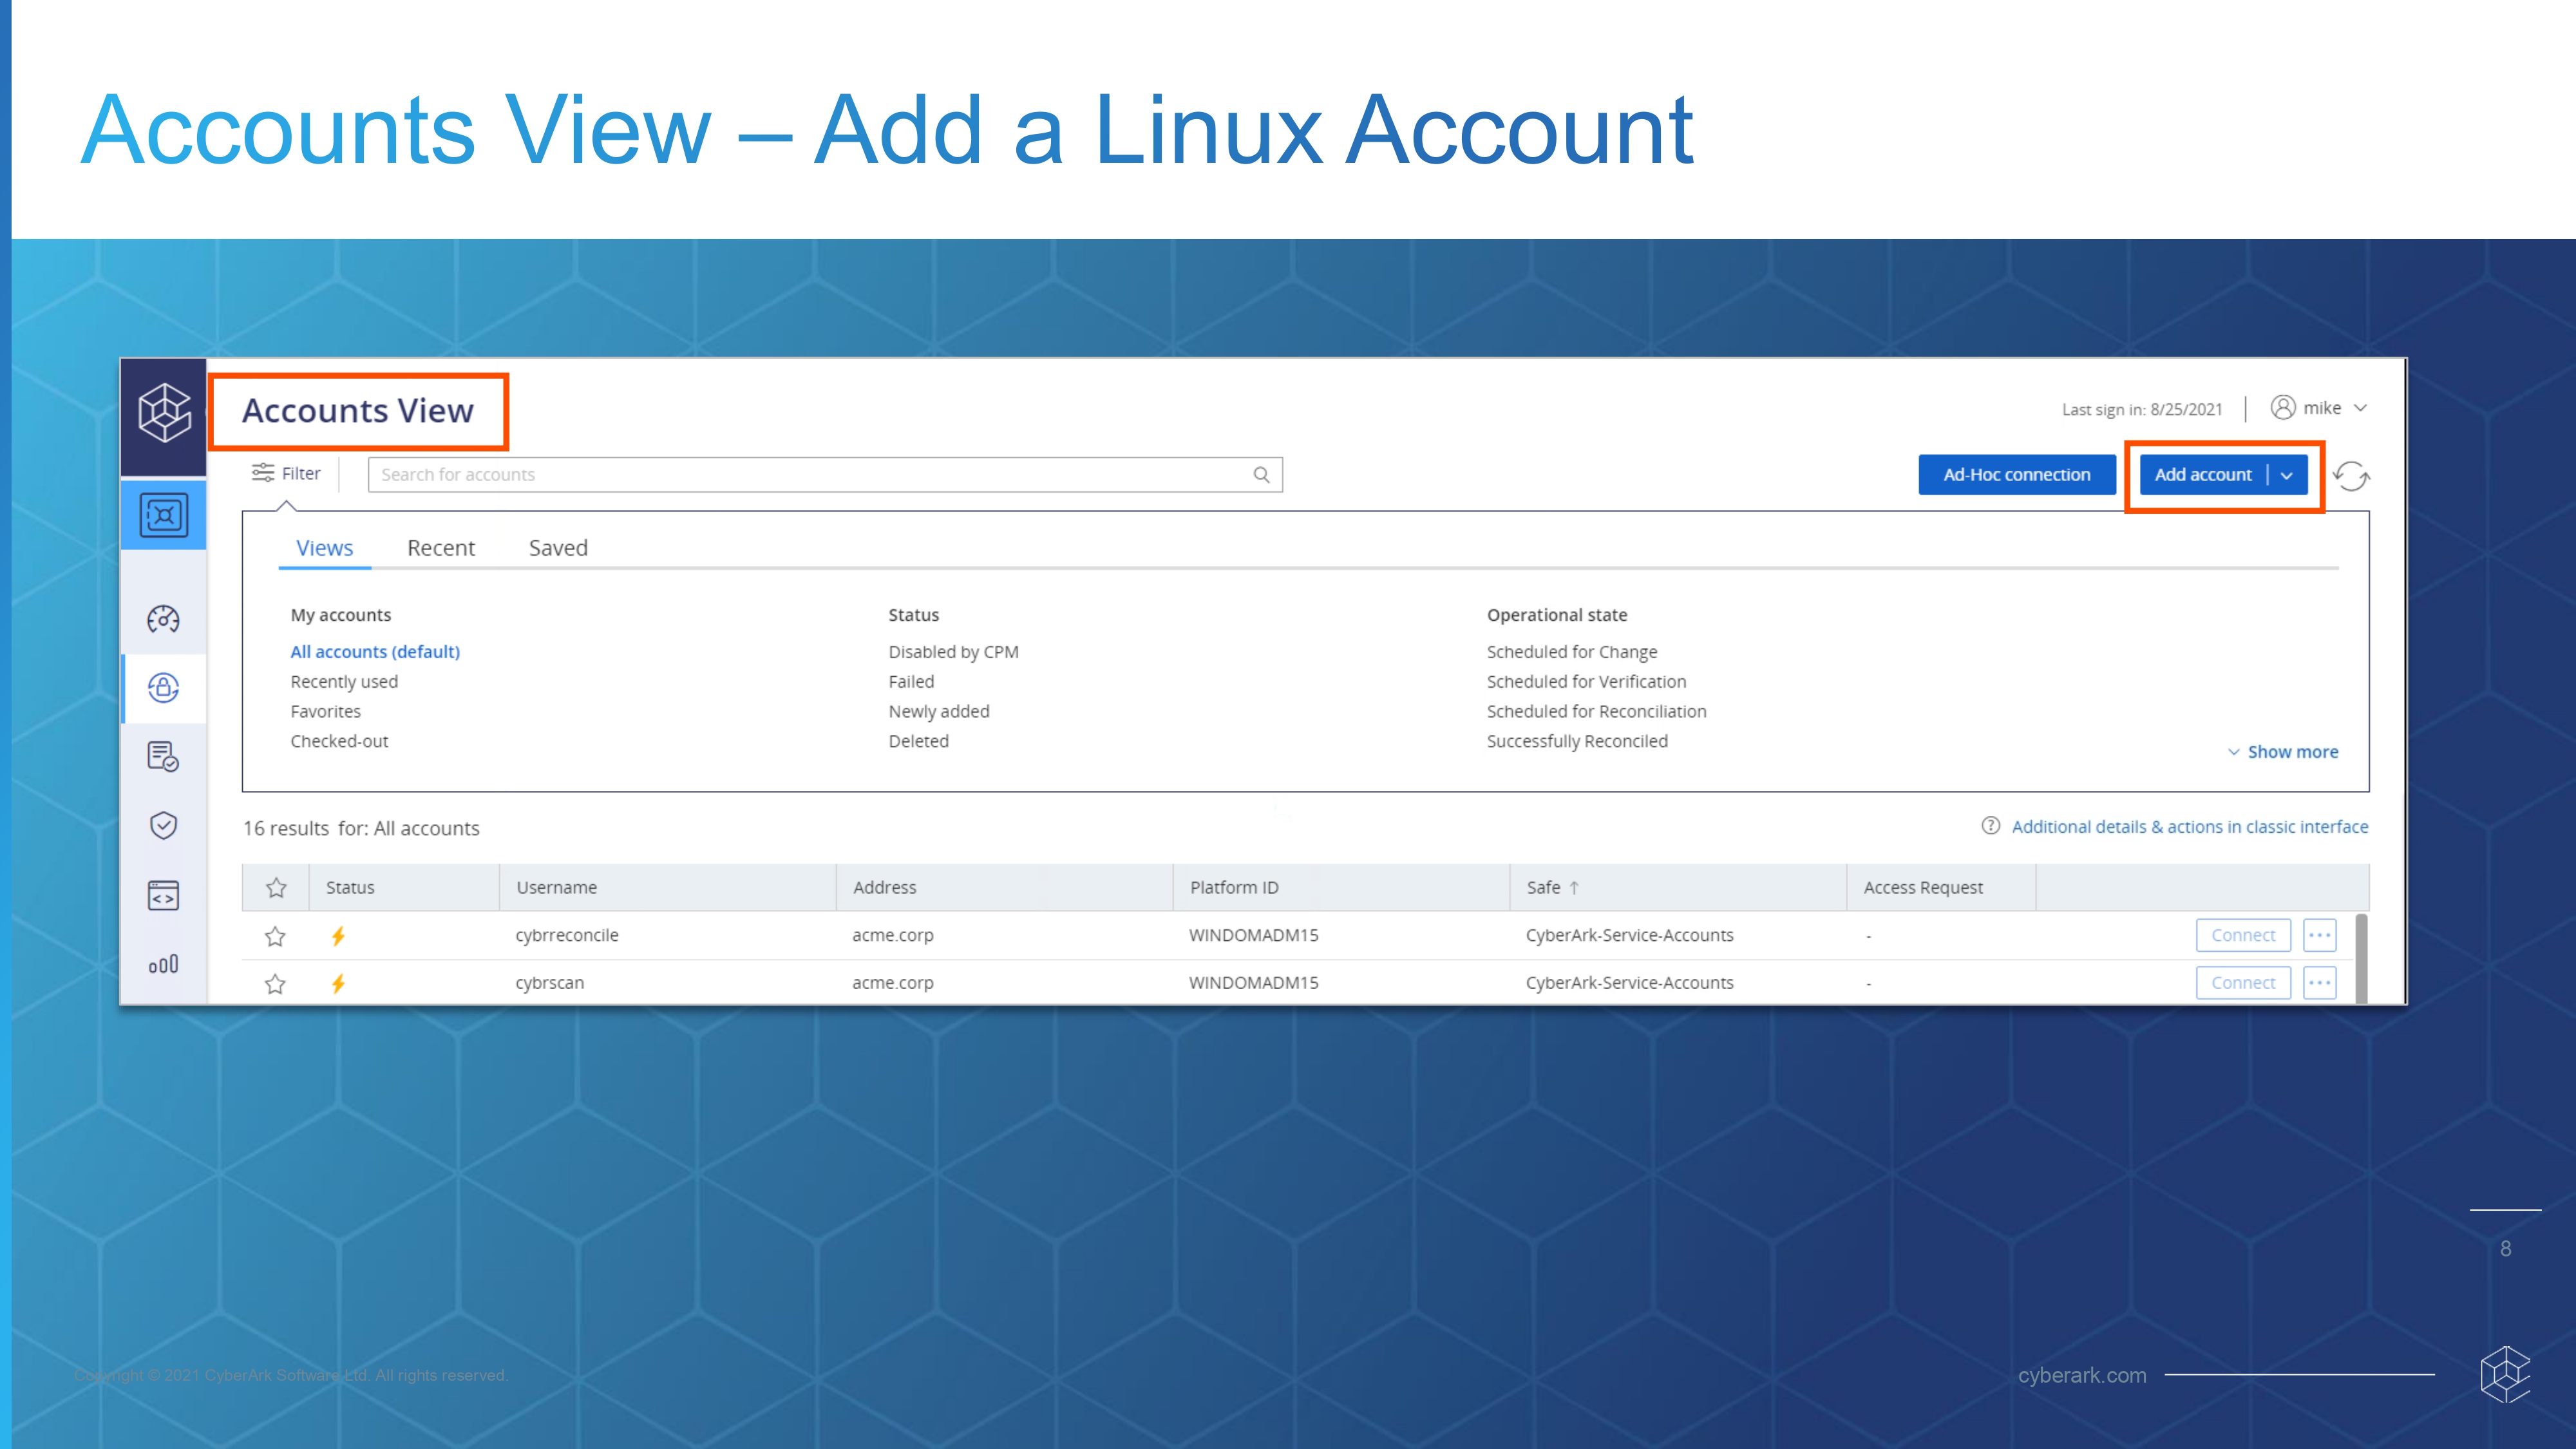 Accounts View – Add a Linux Account
Accounts View
Last sign in: 8/25/2021
mike
Filter
Search for accounts
Ad-Hoc connection
Add account
Views Recent Saved
My accounts Status Operational state
All accounts (default) Disabled by CPM Scheduled for Change
Recently used Failed Scheduled for Verification
Favorites Newly added Scheduled for Reconciliation
Checked-out Deleted Successfully Reconciled
Show more
16 results for: All accounts
Additional details & actions in classic interface
Status Username Address Platform ID Safe ↑ Access Request
cybrreconcile acme.corp WINDOMADM15 CyberArk-Service-Accounts - Connect ...
cybrscan acme.corp WINDOMADM15 CyberArk-Service-Accounts - Connect ...
8
Copyright © 2021 CyberArk Software Ltd. All rights reserved.
cyberark.com